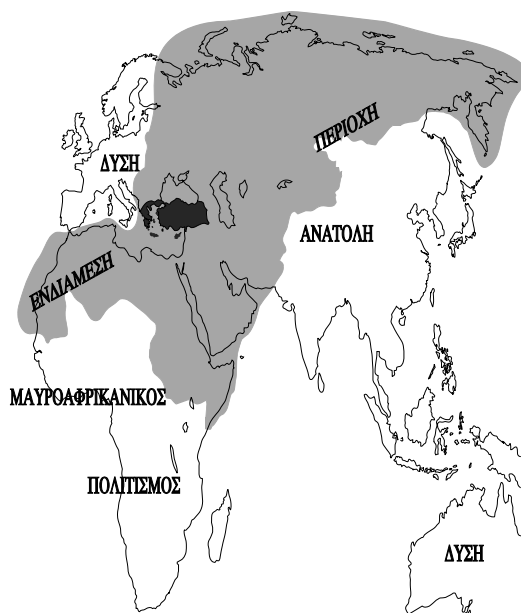 ΠΕΡΙΟΧΗ
ΔΥΣΗ
ΑΝΑΤΟΛΗ
ΕΝΔΙΑΜΕΣΗ
ΜΑΥΡΟΑΦΡΙΚΑΝΙΚΟΣ
ΠΟΛΙΤΙΣΜΟΣ
ΔΥΣΗ